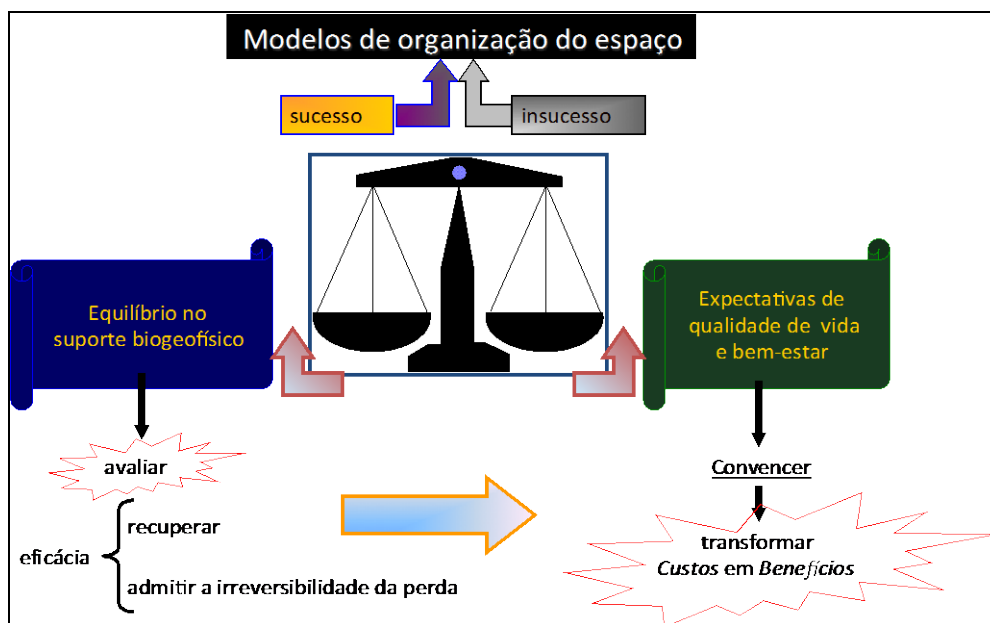 Modelos de organização do espaço
sucesso
insucesso
Equilíbrio no
suporte biogeofísico
Expectativas de
qualidade de vida
e bem-estar
avaliar
eficácia
recuperar
admitir a irreversibilidade da perda
Convencer
transformar
Custos em Benefícios